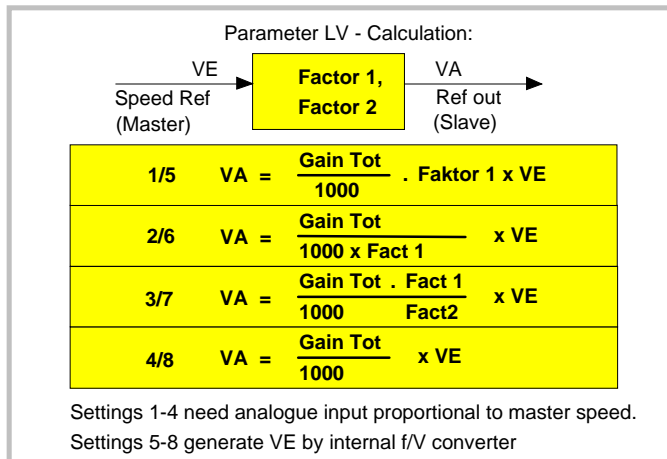 Parameter LV - Calculation:
VE
Factor 1,
Factor 2
VA
Speed Ref
(Master)
Ref out
(Slave)
1/5 VA = Gain Tot / 1000 . Faktor 1 x VE
2/6 VA = Gain Tot / 1000 x Fact 1 x VE
3/7 VA = Gain Tot . Fact 1 / 1000 Fact2 x VE
4/8 VA = Gain Tot / 1000 x VE
Settings 1-4 need analogue input proportional to master speed.
Settings 5-8 generate VE by internal f/V converter